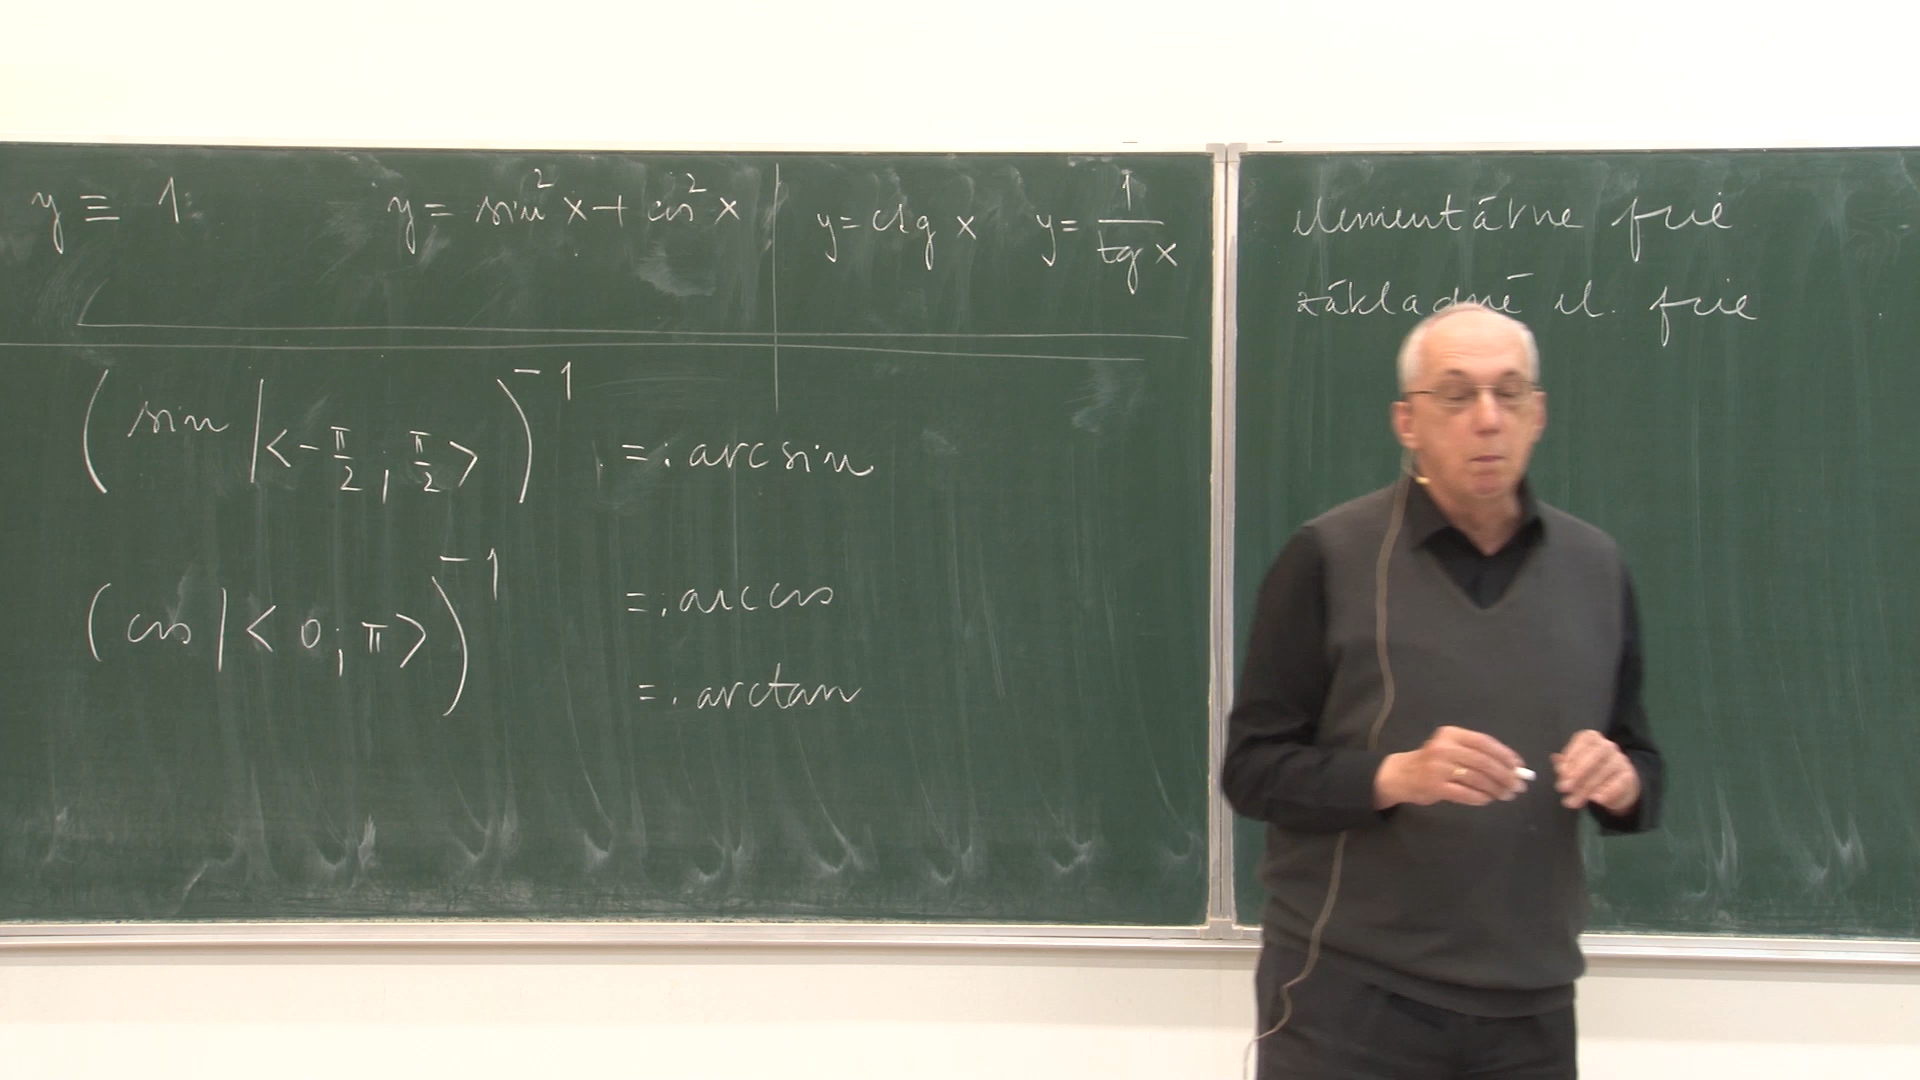 y ≡ 1 y = sin² x + cos² x
y = ctg x y = 1/tg x
(sin |<-π/2 ; π/2>)⁻¹ =: arcsin
(cos |< 0 ; π >)⁻¹ =: arccos
=: arctan
elementárne fcie
základné el. fcie